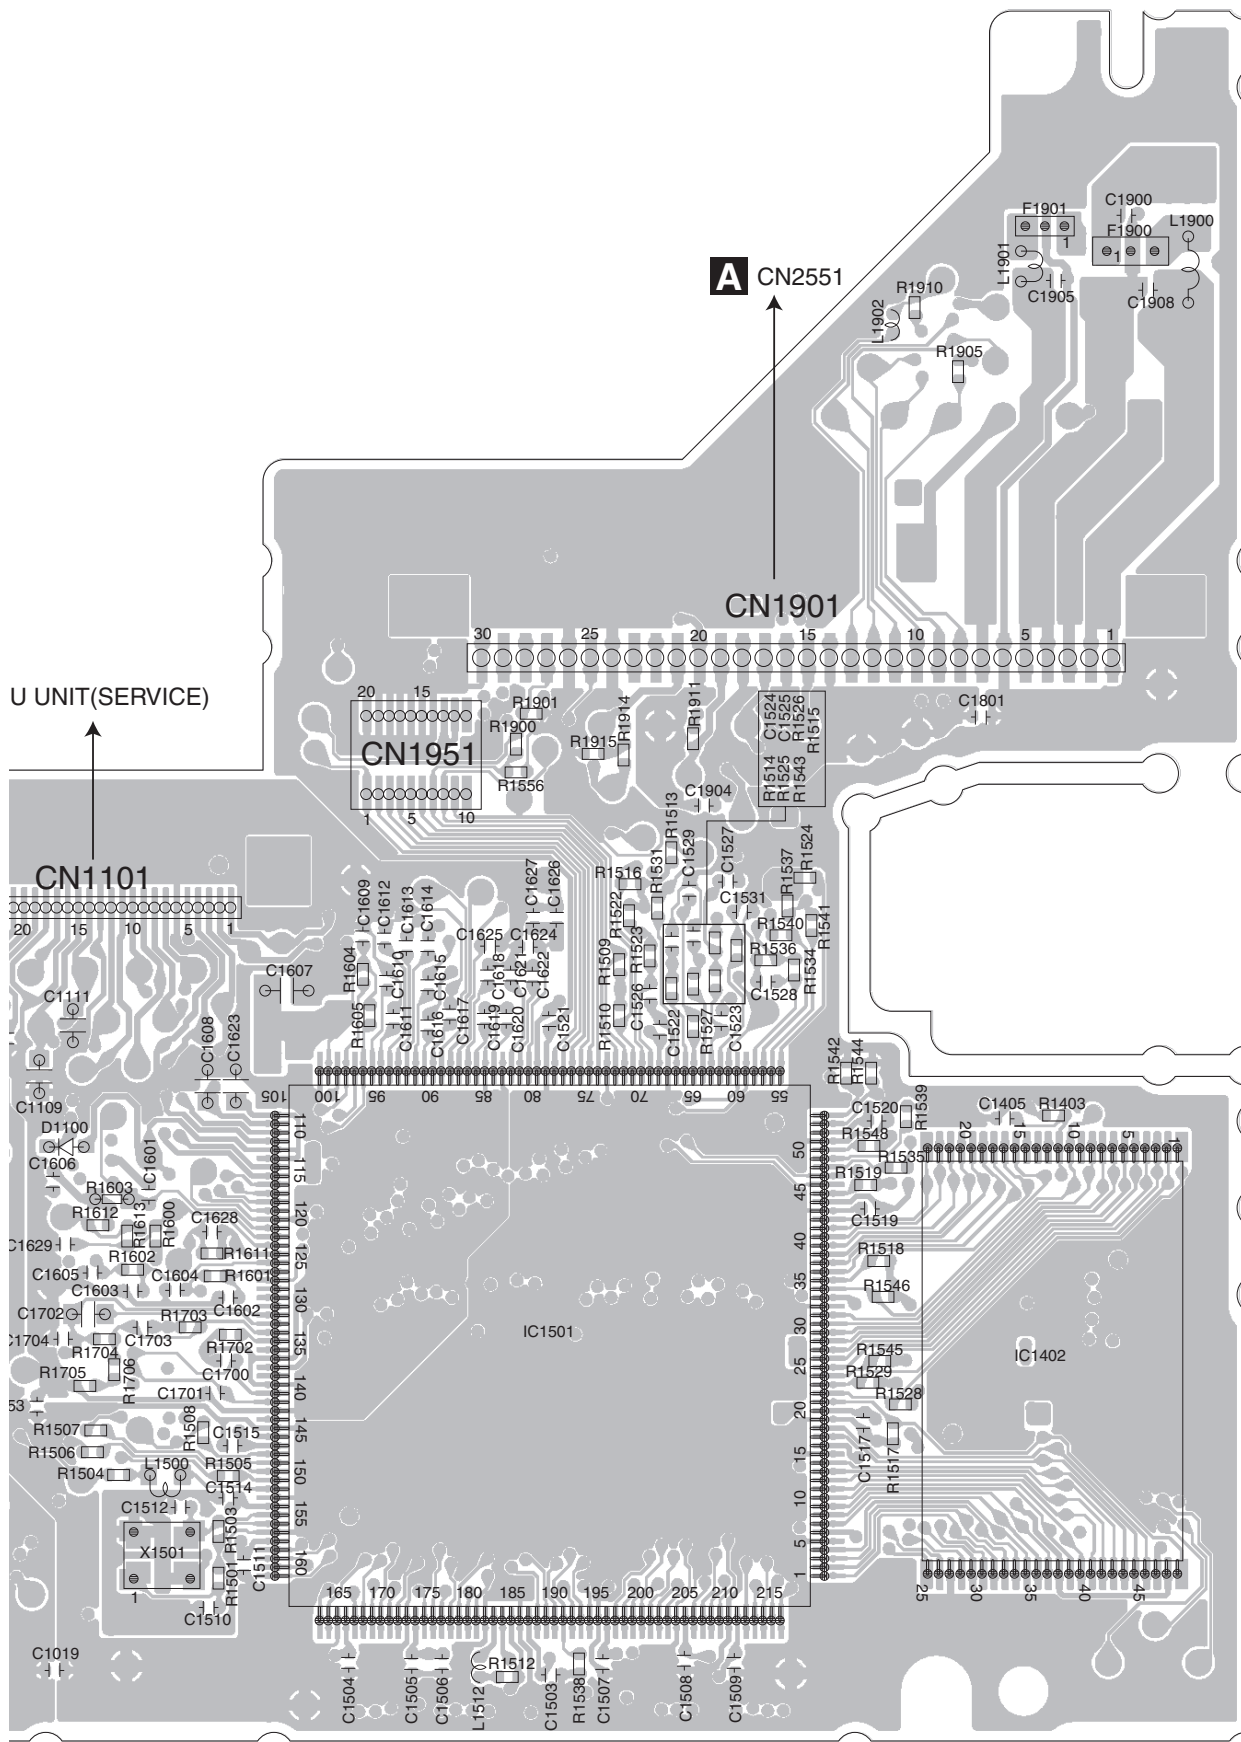 C1900
F1901
L1900
F1900
1
1
L1901
A CN2551
C1905
C1908
R1910
L1902
R1905
CN1901
30 25 20 15 10 5 1
U UNIT(SERVICE)
20 15
R1901
R1914
R1911
C1524
C1525
R1526
R1515
C1801
R1900
CN1951
R1915
R1514
R1525
R1543
R1556
C1904
1 5 10
R1513
CN1101
R1531
C1529
C1527
R1537
R1524
R1516
C1627
C1626
20 15 10 5 1
C1609
C1612
C1613
C1614
R1522
C1531
R1540
R1541
C1625
C1624
R1509
R1523
R1536
R1534
R1604
C1610
C1615
C1618
C1621
C1622
C1607
C1528
C1111
R1605
C1611
C1616
C1617
C1619
C1620
C1521
R1510
C1526
C1522
R1527
C1523
C1608
C1623
R1542
R1544
C1109
105 100 95 90 85 80 75 70 65 60 55
C1520
R1539
C1405
R1403
D1100
110
50
R1548
20 15 10 5 1
C1606
C1601
115
R1535
R1603
45
R1519
R1612
R1613
R1600
C1628
120
C1519
C1629
R1602
R1611
125
40
R1518
C1605
C1604
R1601
C1603
130
35
R1546
C1702
R1703
C1602
IC1501
30
C1704
C1703
R1702
135
R1704
R1706
C1700
25
R1545
IC1402
R1705
C1701
140
R1529
53
20
R1528
R1507
R1508
C1515
145
C1517
R1517
R1506
15
R1504
L1500
R1505
150
C1512
C1514
10
155
X1501
R1503
5
R1501
C1511
160
1
1
165 170 175 180 185 190 195 200 205 210 215
25 30 35 40 45
C1510
C1019
C1504
C1505
C1506
L1512
R1512
C1503
R1538
C1507
C1508
C1509